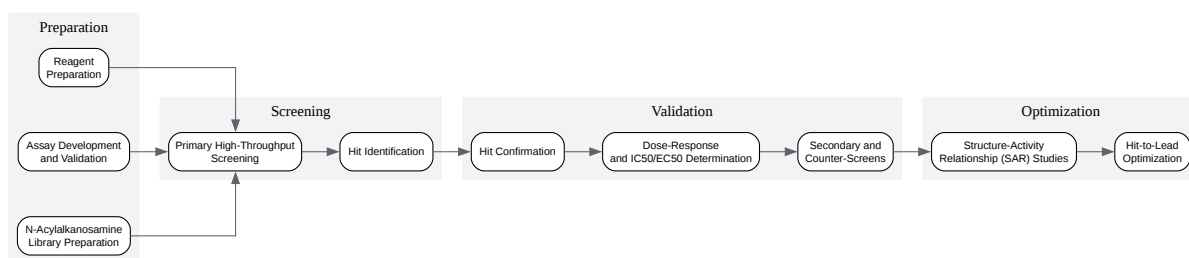 Preparation
Reagent
Preparation
Assay Development
and Validation
N-Acylalkanosamine
Library Preparation
Screening
Primary High-Throughput
Screening
Hit Identification
Validation
Hit Confirmation
Dose-Response
and IC50/EC50 Determination
Secondary and
Counter-Screens
Optimization
Structure-Activity
Relationship (SAR) Studies
Hit-to-Lead
Optimization